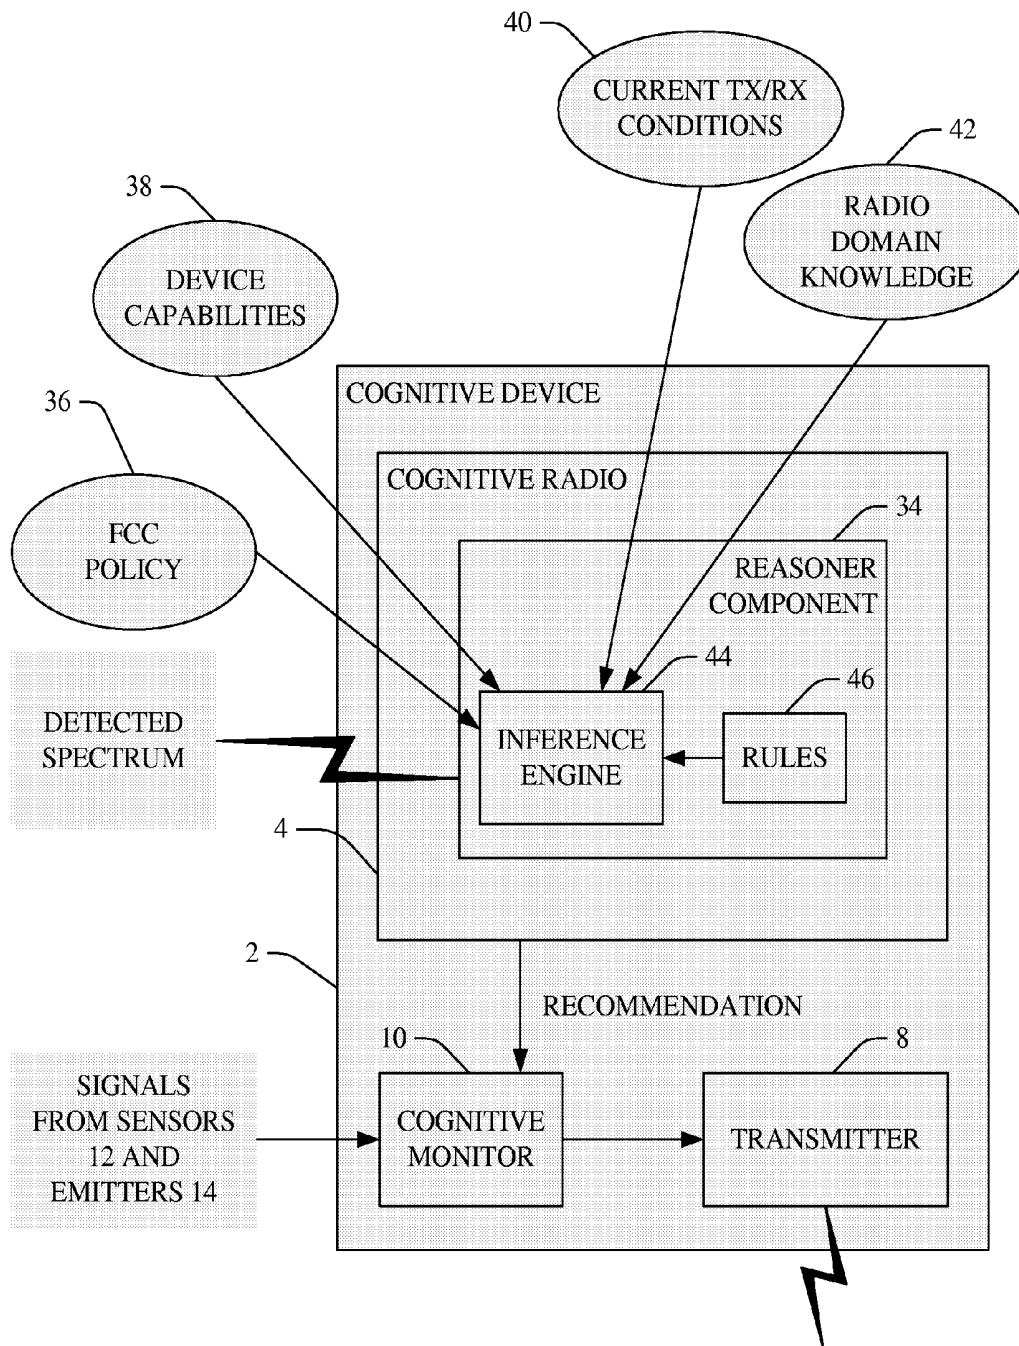 40
CURRENT TX/RX
CONDITIONS
42
RADIO
DOMAIN
KNOWLEDGE
38
DEVICE
CAPABILITIES
36
FCC
POLICY
COGNITIVE DEVICE
COGNITIVE RADIO
34
REASONER
COMPONENT
44
46
INFERENCE
ENGINE
RULES
DETECTED
SPECTRUM
4
2
RECOMMENDATION
10
8
SIGNALS
FROM SENSORS
12 AND
EMITTERS 14
COGNITIVE
MONITOR
TRANSMITTER